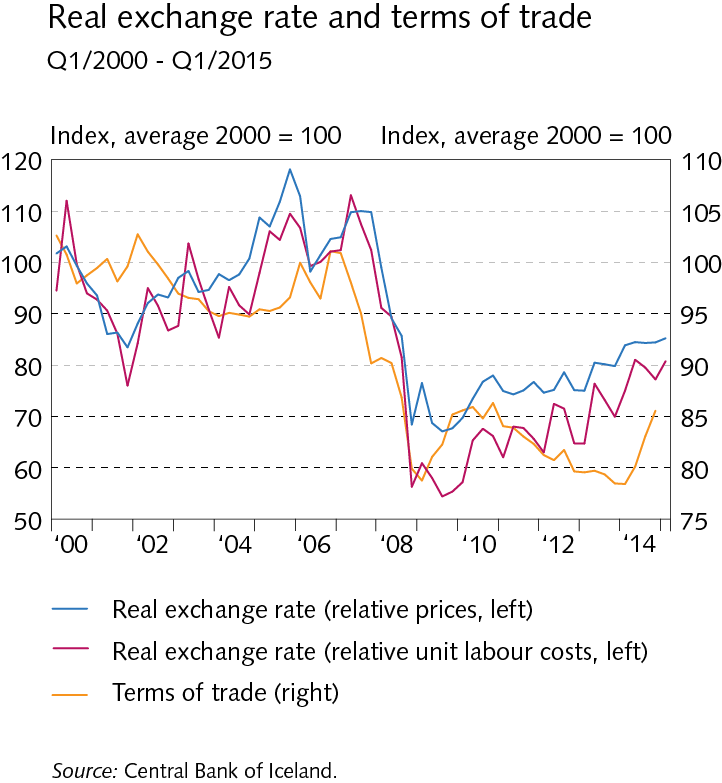 Real exchange rate and terms of trade
Q1/2000 - Q1/2015
Index, average 2000 = 100 Index, average 2000 = 100
120 110
110 105
100 100
90 95
80 90
70 85
60 80
50 75
‘00 ‘02 ‘04 ‘06 ‘08 ‘10 ‘12 ‘14
Real exchange rate (relative prices, left)
Real exchange rate (relative unit labour costs, left)
Terms of trade (right)
Source: Central Bank of Iceland.